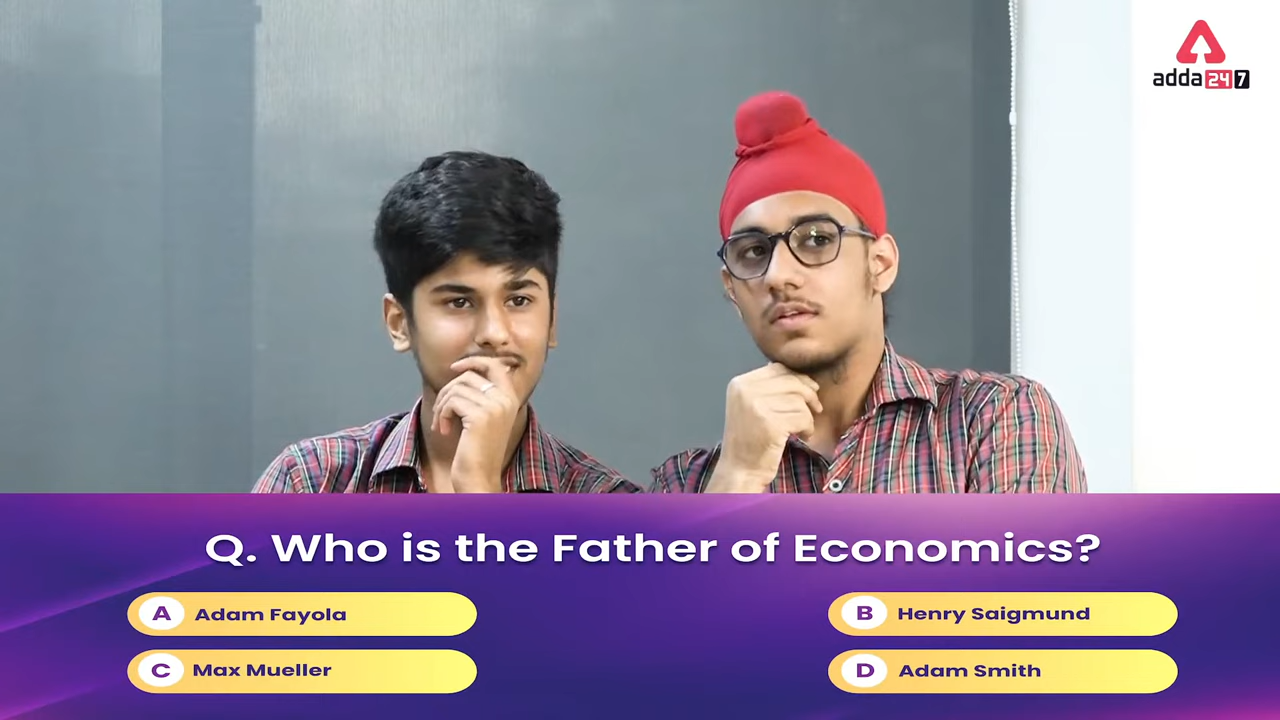 adda247
Q. Who is the Father of Economics?
A Adam Fayola
B Henry Saigmund
C Max Mueller
D Adam Smith